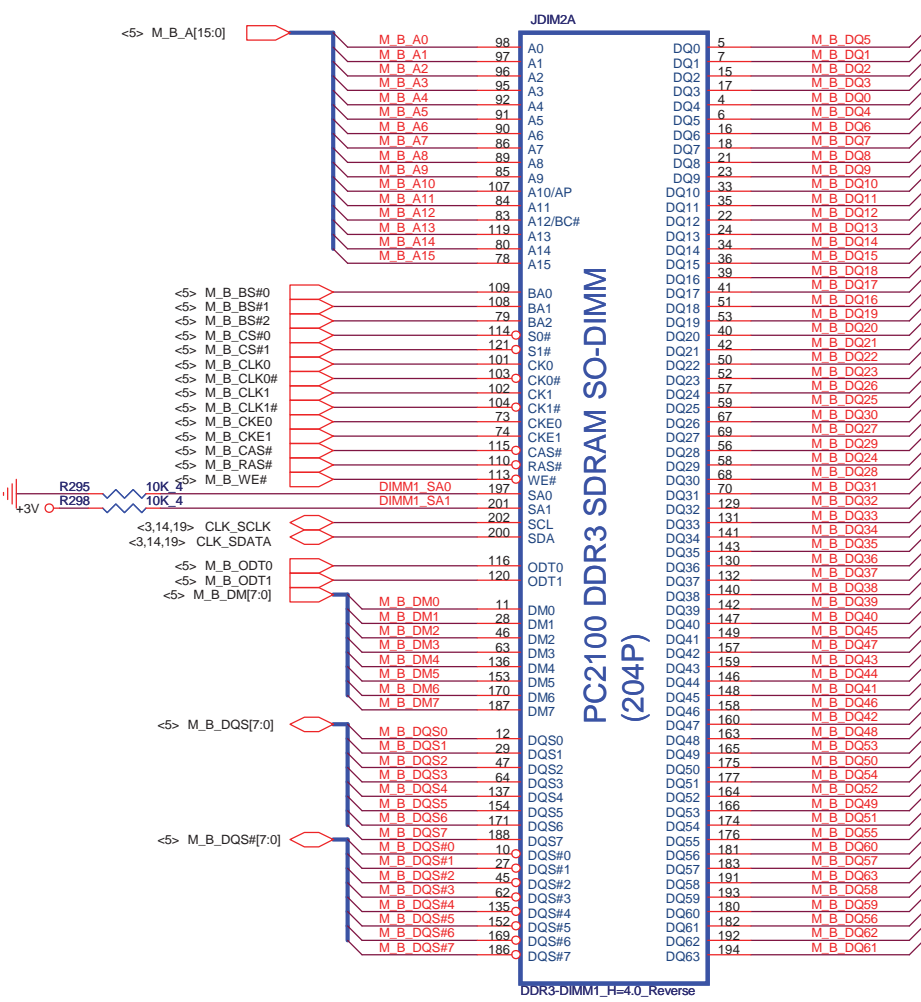 JDIM2A
<5> M_B_A[15:0]
M_B_A0 98 A0
M_B_A1 97 A1
M_B_A2 96 A2
M_B_A3 95 A3
M_B_A4 92 A4
M_B_A5 91 A5
M_B_A6 90 A6
M_B_A7 86 A7
M_B_A8 89 A8
M_B_A9 85 A9
M_B_A10 107 A10/AP
M_B_A11 84 A11
M_B_A12 83 A12/BC#
M_B_A13 119 A13
M_B_A14 80 A14
M_B_A15 78 A15
<5> M_B_BS#0 109 BA0
<5> M_B_BS#1 108 BA1
<5> M_B_BS#2 79 BA2
<5> M_B_CS#0 114 S0#
<5> M_B_CS#1 121 S1#
<5> M_B_CLK0 101 CK0
<5> M_B_CLK0# 103 CK0#
<5> M_B_CLK1 102 CK1
<5> M_B_CLK1# 104 CK1#
<5> M_B_CKE0 73 CKE0
<5> M_B_CKE1 74 CKE1
<5> M_B_CAS# 115 CAS#
<5> M_B_RAS# 110 RAS#
<5> M_B_WE# 113 WE#
R295 10K_4 DIMM1_SA0 197 SA0
+3V R298 10K_4 DIMM1_SA1 201 SA1
<3,14,19> CLK_SCLK 202 SCL
<3,14,19> CLK_SDATA 200 SDA
<5> M_B_ODT0 116 ODT0
<5> M_B_ODT1 120 ODT1
<5> M_B_DM[7:0]
M_B_DM0 11 DM0
M_B_DM1 28 DM1
M_B_DM2 46 DM2
M_B_DM3 63 DM3
M_B_DM4 136 DM4
M_B_DM5 153 DM5
M_B_DM6 170 DM6
M_B_DM7 187 DM7
<5> M_B_DQS[7:0]
M_B_DQS0 12 DQS0
M_B_DQS1 29 DQS1
M_B_DQS2 47 DQS2
M_B_DQS3 64 DQS3
M_B_DQS4 137 DQS4
M_B_DQS5 154 DQS5
M_B_DQS6 171 DQS6
M_B_DQS7 188 DQS7
<5> M_B_DQS#[7:0]
M_B_DQS#0 10 DQS#0
M_B_DQS#1 27 DQS#1
M_B_DQS#2 45 DQS#2
M_B_DQS#3 62 DQS#3
M_B_DQS#4 135 DQS#4
M_B_DQS#5 152 DQS#5
M_B_DQS#6 169 DQS#6
M_B_DQS#7 186 DQS#7
PC2100 DDR3 SDRAM SO-DIMM
(204P)
DQ0 5 M_B_DQ5
DQ1 7 M_B_DQ1
DQ2 15 M_B_DQ2
DQ3 17 M_B_DQ3
DQ4 4 M_B_DQ0
DQ5 6 M_B_DQ4
DQ6 16 M_B_DQ6
DQ7 18 M_B_DQ7
DQ8 21 M_B_DQ8
DQ9 23 M_B_DQ9
DQ10 33 M_B_DQ10
DQ11 35 M_B_DQ11
DQ12 22 M_B_DQ12
DQ13 24 M_B_DQ13
DQ14 34 M_B_DQ14
DQ15 36 M_B_DQ15
DQ16 39 M_B_DQ18
DQ17 41 M_B_DQ17
DQ18 51 M_B_DQ16
DQ19 53 M_B_DQ19
DQ20 40 M_B_DQ20
DQ21 42 M_B_DQ21
DQ22 50 M_B_DQ22
DQ23 52 M_B_DQ23
DQ24 57 M_B_DQ26
DQ25 59 M_B_DQ25
DQ26 67 M_B_DQ30
DQ27 69 M_B_DQ27
DQ28 56 M_B_DQ29
DQ29 58 M_B_DQ24
DQ30 68 M_B_DQ28
DQ31 70 M_B_DQ31
DQ32 129 M_B_DQ32
DQ33 131 M_B_DQ33
DQ34 141 M_B_DQ34
DQ35 143 M_B_DQ35
DQ36 130 M_B_DQ36
DQ37 132 M_B_DQ37
DQ38 140 M_B_DQ38
DQ39 142 M_B_DQ39
DQ40 147 M_B_DQ40
DQ41 149 M_B_DQ45
DQ42 157 M_B_DQ47
DQ43 159 M_B_DQ43
DQ44 146 M_B_DQ44
DQ45 148 M_B_DQ41
DQ46 158 M_B_DQ46
DQ47 160 M_B_DQ42
DQ48 163 M_B_DQ48
DQ49 165 M_B_DQ53
DQ50 175 M_B_DQ50
DQ51 177 M_B_DQ54
DQ52 164 M_B_DQ52
DQ53 166 M_B_DQ49
DQ54 174 M_B_DQ51
DQ55 176 M_B_DQ55
DQ56 181 M_B_DQ60
DQ57 183 M_B_DQ57
DQ58 191 M_B_DQ63
DQ59 193 M_B_DQ58
DQ60 180 M_B_DQ59
DQ61 182 M_B_DQ56
DQ62 192 M_B_DQ62
DQ63 194 M_B_DQ61
DDR3-DIMM1_H=4.0_Reverse